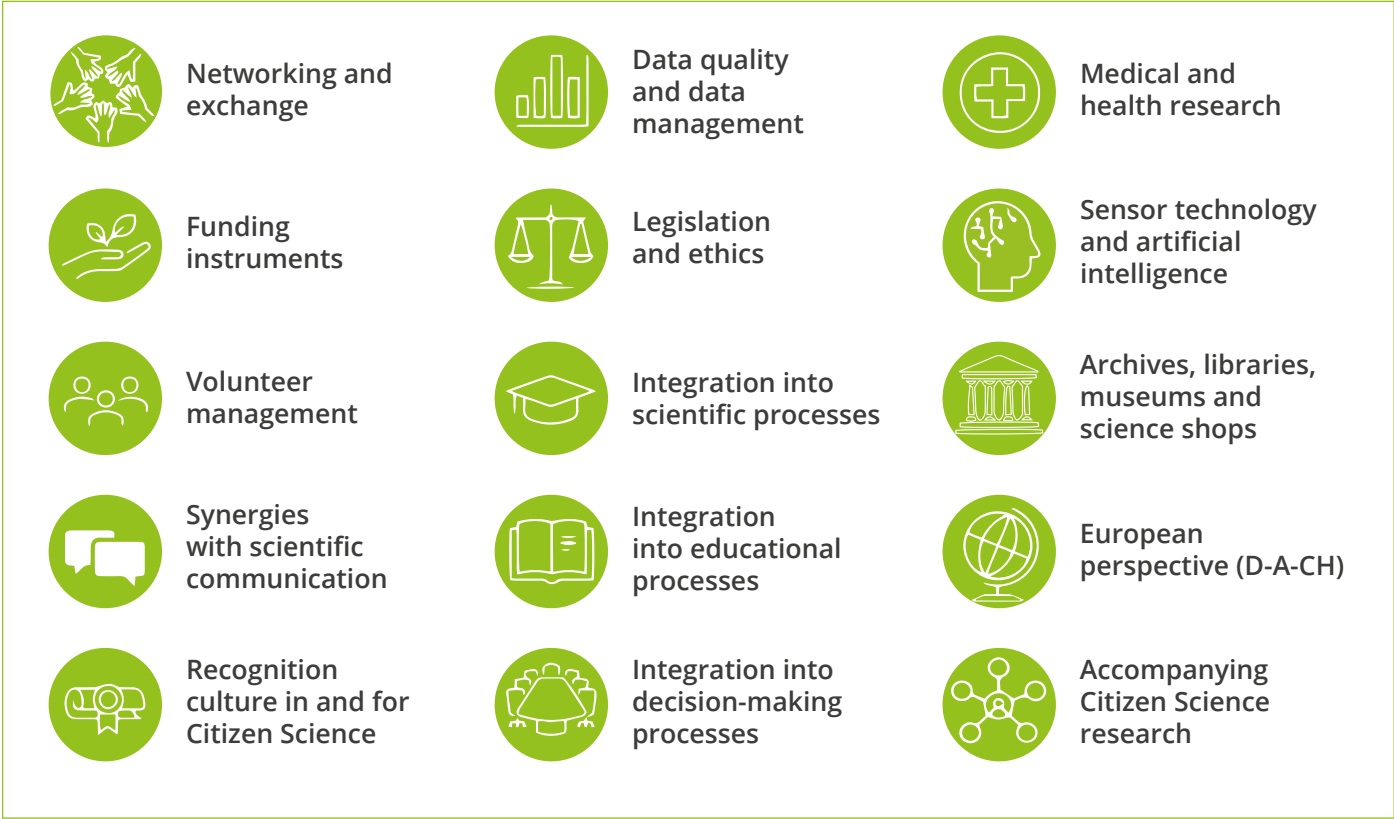 Networking and
exchange
Funding
instruments
Volunteer
management
Synergies
with scientific
communication
Recognition
culture in and for
Citizen Science
Data quality
and data
management
Legislation
and ethics
Integration into
scientific processes
Integration
into educational
processes
Integration into
decision-making
processes
Medical and
health research
Sensor technology
and artificial
intelligence
Archives, libraries,
museums and
science shops
European
perspective (D-A-CH)
Accompanying
Citizen Science
research